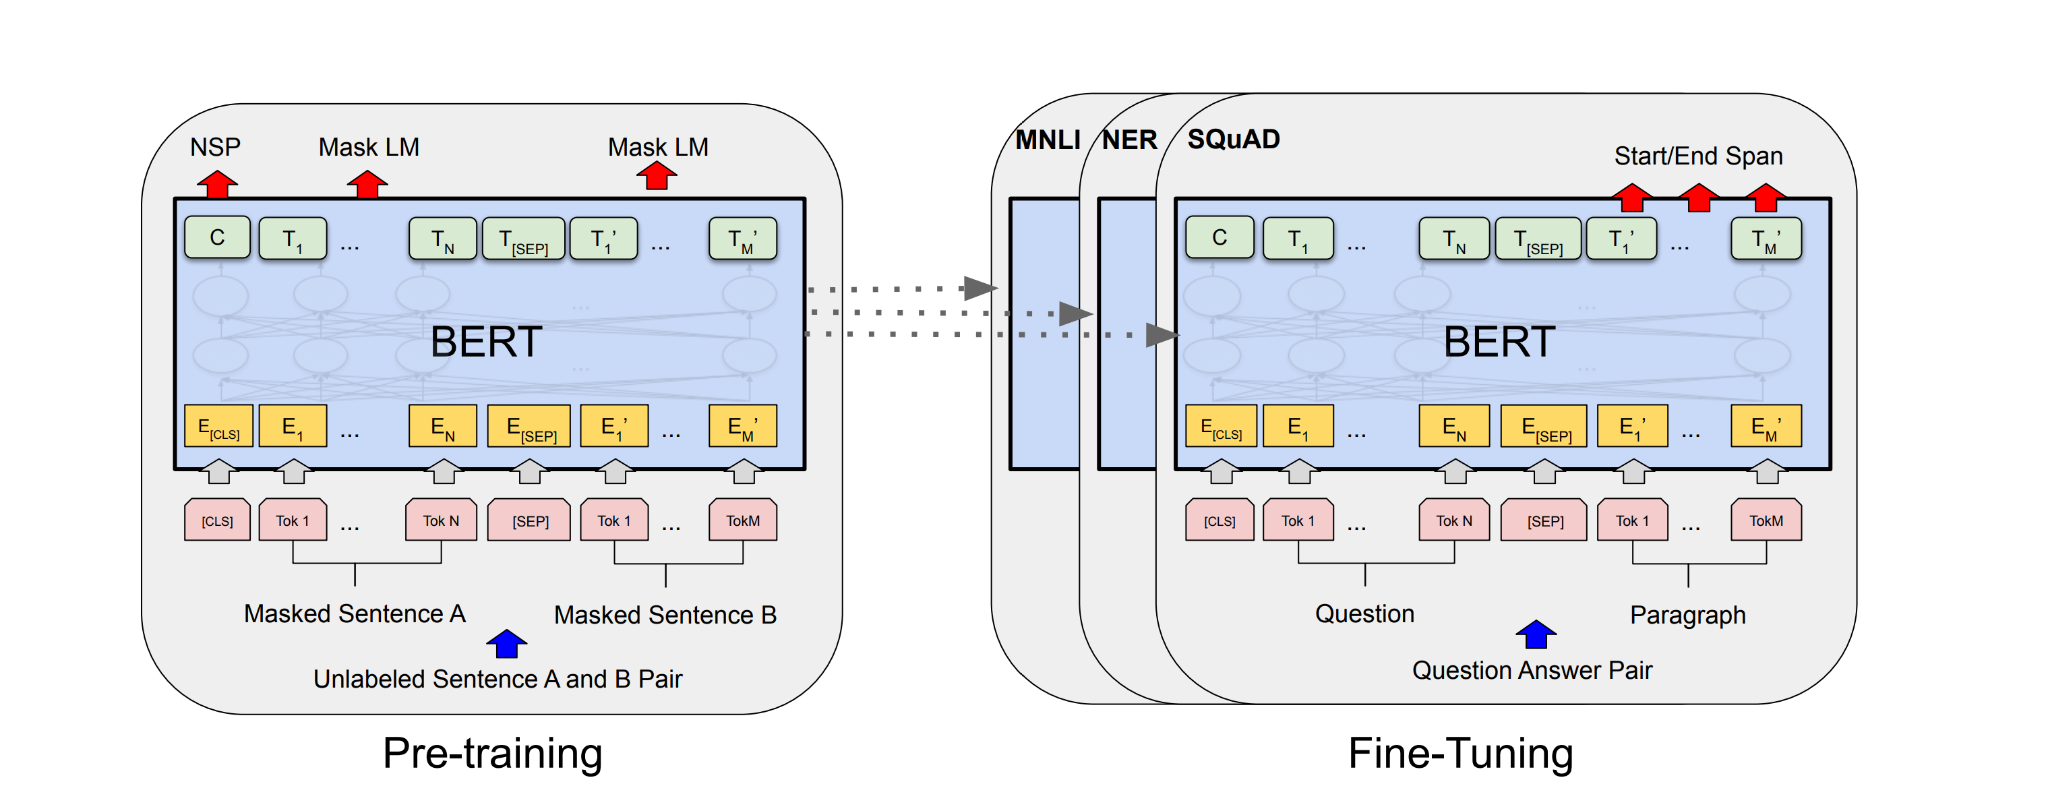 NSP Mask LM Mask LM
C T1 ... TN T[SEP] T1’ ... TM’
...
BERT
...
E[CLS] E1 ... EN E[SEP] E1’ ... EM’
[CLS] Tok 1 ... Tok N [SEP] Tok 1 ... TokM
Masked Sentence A Masked Sentence B
Unlabeled Sentence A and B Pair
Pre-training
MNLI NER SQuAD
Start/End Span
C T1 ... TN T[SEP] T1’ ... TM’
...
BERT
...
E[CLS] E1 ... EN E[SEP] E1’ ... EM’
[CLS] Tok 1 ... Tok N [SEP] Tok 1 ... TokM
Question Paragraph
Question Answer Pair
Fine-Tuning